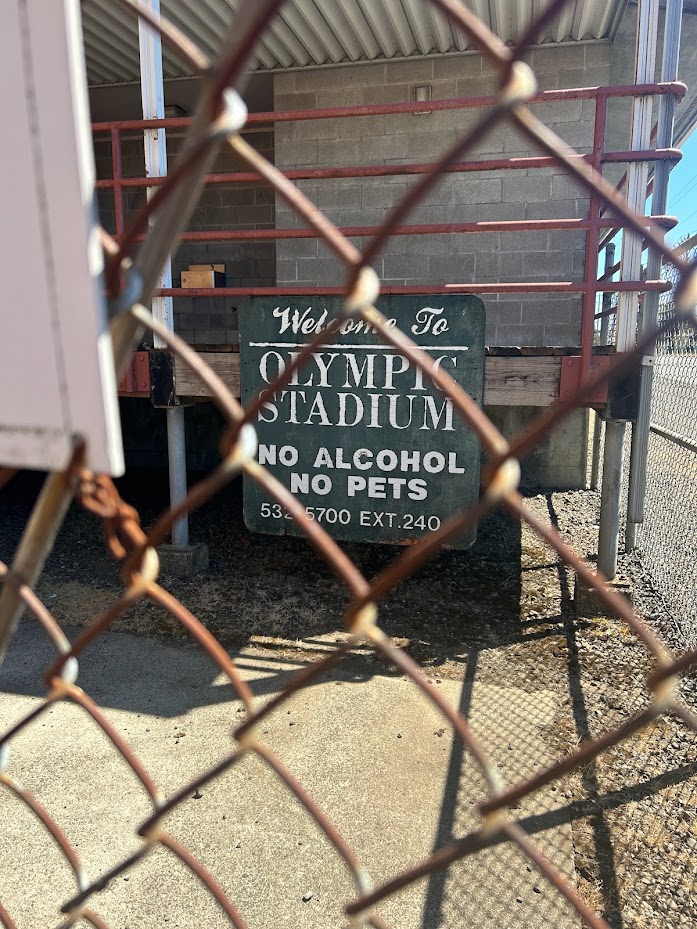 Welcome To
OLYMPIC
STADIUM
NO ALCOHOL
NO PETS
532-5700 EXT.240